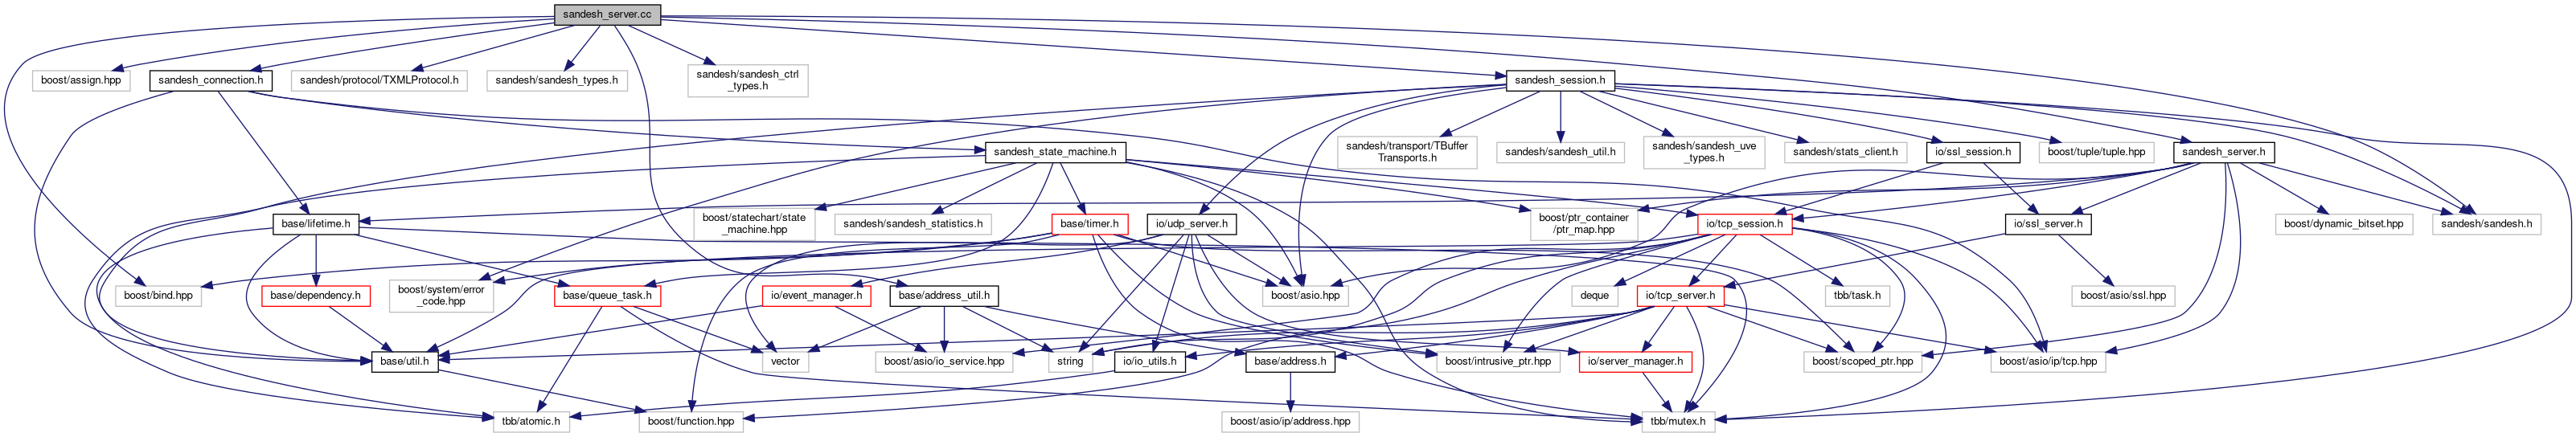 sandesh_server.cc
boost/assign.hpp
sandesh_connection.h
sandesh/protocol/TXMLProtocol.h
sandesh/sandesh_types.h
sandesh/sandesh_ctrl
_types.h
sandesh_session.h
sandesh_state_machine.h
sandesh/transport/TBuffer
Transports.h
sandesh/sandesh_util.h
sandesh/sandesh_uve
_types.h
sandesh/stats_client.h
io/ssl_session.h
boost/tuple/tuple.hpp
sandesh_server.h
base/lifetime.h
boost/statechart/state
_machine.hpp
sandesh/sandesh_statistics.h
base/timer.h
io/udp_server.h
boost/ptr_container
/ptr_map.hpp
io/tcp_session.h
io/ssl_server.h
boost/dynamic_bitset.hpp
sandesh/sandesh.h
boost/bind.hpp
base/dependency.h
boost/system/error
_code.hpp
base/queue_task.h
io/event_manager.h
base/address_util.h
boost/asio.hpp
deque
io/tcp_server.h
tbb/task.h
boost/asio/ssl.hpp
base/util.h
vector
boost/asio/io_service.hpp
string
io/io_utils.h
base/address.h
boost/intrusive_ptr.hpp
io/server_manager.h
boost/scoped_ptr.hpp
boost/asio/ip/tcp.hpp
tbb/atomic.h
boost/function.hpp
boost/asio/ip/address.hpp
tbb/mutex.h